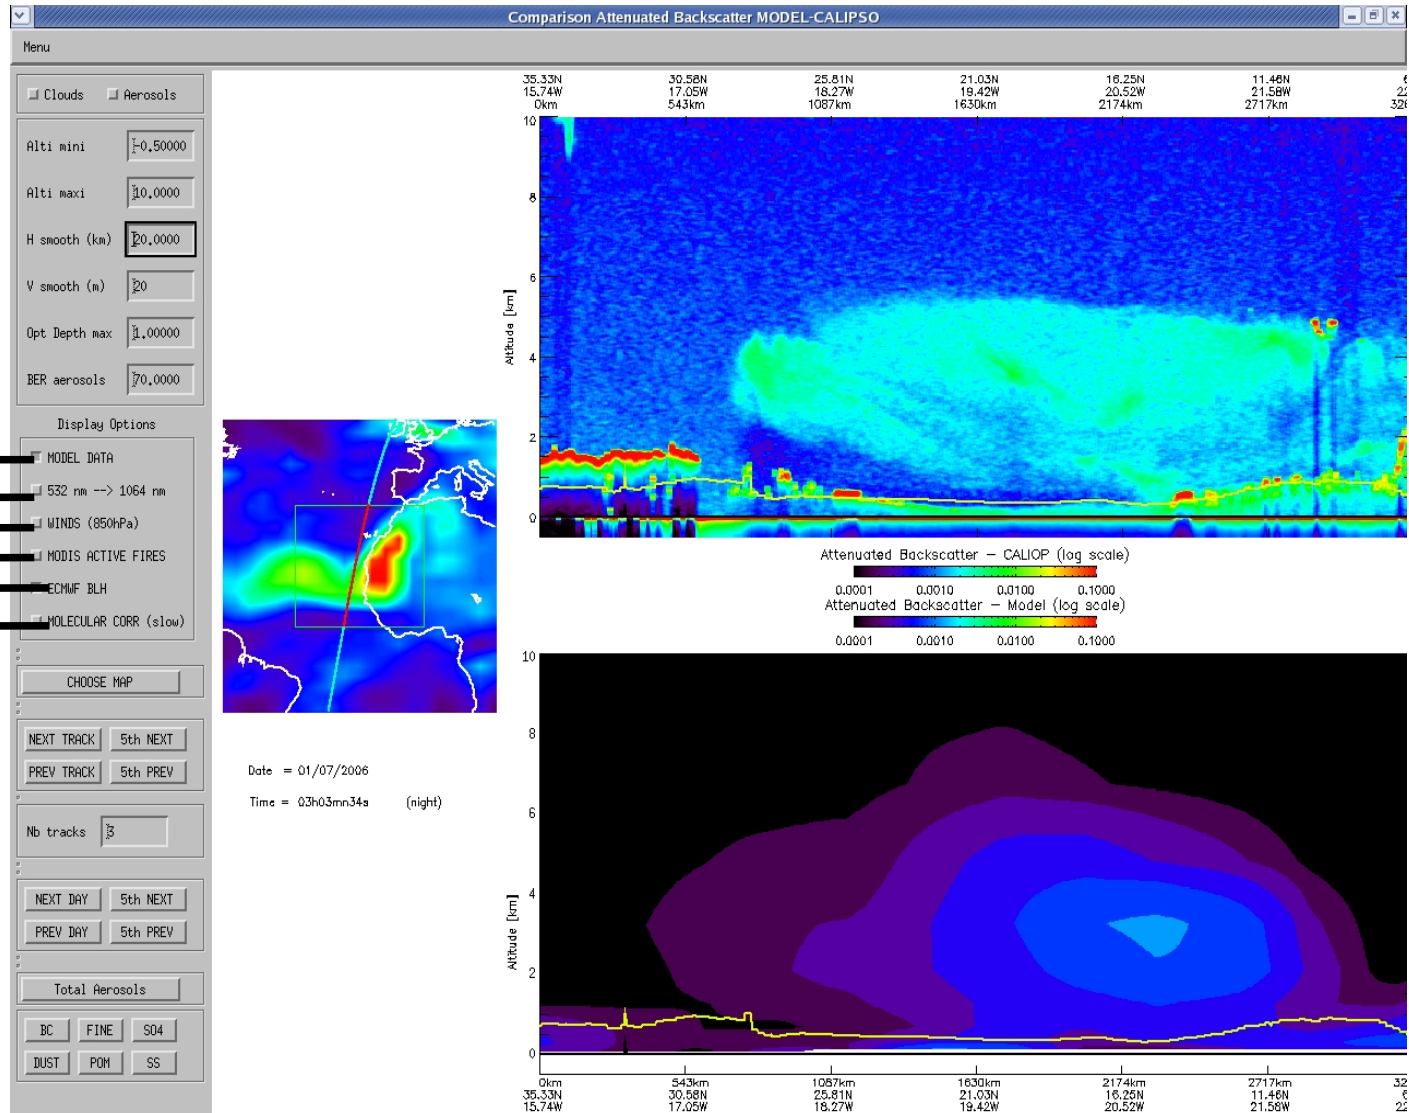 Comparison Attenuated Backscatter MODEL-CALIPSO
Menu
Clouds Aerosols
Alti mini -0.50000
Alti maxi 10.0000
H smooth (km) 20.0000
V smooth (m) 20
Opt Depth max 1.00000
BER aerosols 70.0000
Display Options
MODEL DATA
532 nm --> 1064 nm
WINDS (850hPa)
MODIS ACTIVE FIRES
ECMWF BLH
MOLECULAR CORR (slow)
CHOOSE MAP
NEXT TRACK 5th NEXT
PREV TRACK 5th PREV
Nb tracks 3
NEXT DAY 5th NEXT
PREV DAY 5th PREV
Total Aerosols
BC FINE SO4
DUST POM SS
Date = 01/07/2006
Time = 03h03mn34s (night)
35.33N 30.58N 25.81N 21.03N 16.25N 11.46N
15.74W 17.05W 18.27W 19.42W 20.52W 21.58W
0km 543km 1087km 1630km 2174km 2717km
10
8
6
4
2
0
Altitude [km]
Attenuated Backscatter - CALIOP (log scale)
0.0001 0.0010 0.0100 0.1000
Attenuated Backscatter - Model (log scale)
0.0001 0.0010 0.0100 0.1000
10
8
6
4
2
0
Altitude [km]
0km 543km 1087km 1630km 2174km 2717km
35.33N 30.58N 25.81N 21.03N 16.25N 11.46N
15.74W 17.05W 18.27W 19.42W 20.52W 21.58W